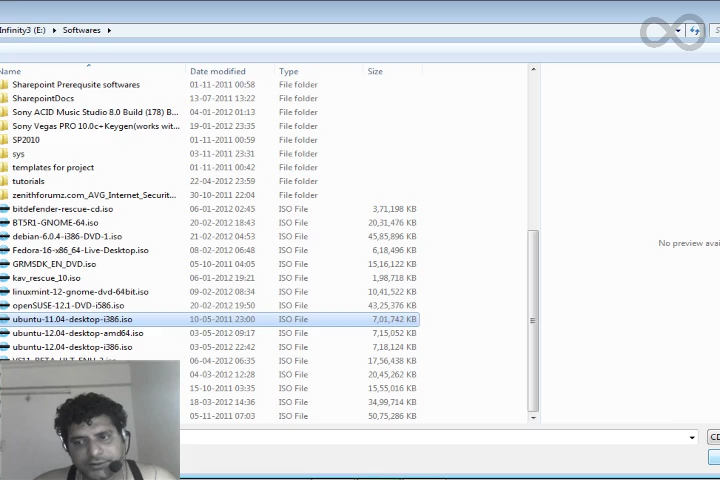 Infinity3 (E:) Softwares
Name Date modified Type Size
Sharepoint Prerequsite softwares 01-11-2011 00:58 File folder
SharepointDocs 13-07-2011 13:22 File folder
Sony ACID Music Studio 8.0 Build (178) B... 04-01-2012 01:13 File folder
Sony Vegas PRO 10.0c+Keygen(works wit... 19-01-2012 23:35 File folder
SP2010 01-11-2011 00:59 File folder
sys 03-11-2011 23:31 File folder
templates for project 01-11-2011 00:42 File folder
tutorials 22-04-2012 23:59 File folder
zenithforumz.com_AVG_Internet_Securit... 30-10-2011 22:04 File folder
bitdefender-rescue-cd.iso 06-01-2012 02:45 ISO File 3,71,198 KB
BT5R1-GNOME-64.iso 20-02-2012 18:43 ISO File 20,31,476 KB
debian-6.0.4-i386-DVD-1.iso 21-02-2012 04:53 ISO File 45,85,896 KB
No preview avai
Fedora-16-x86_64-Live-Desktop.iso 08-02-2012 06:48 ISO File 6,18,496 KB
GRMSDK_EN_DVD.iso 05-10-2011 04:05 ISO File 15,16,122 KB
kav_rescue_10.iso 06-01-2012 19:21 ISO File 1,98,718 KB
linuxmint-12-gnome-dvd-64bit.iso 09-02-2012 08:34 ISO File 10,41,522 KB
openSUSE-12.1-DVD-i586.iso 20-02-2012 19:50 ISO File 43,25,376 KB
ubuntu-11.04-desktop-i386.iso 10-05-2011 23:00 ISO File 7,01,742 KB
ubuntu-12.04-desktop-amd64.iso 03-05-2012 09:17 ISO File 7,15,052 KB
ubuntu-12.04-desktop-i386.iso 03-05-2012 22:42 ISO File 7,18,124 KB
06-04-2012 06:35 ISO File 17,56,438 KB
04-03-2012 12:28 ISO File 20,45,262 KB
15-10-2011 03:35 ISO File 15,55,016 KB
18-03-2012 14:36 ISO File 34,99,714 KB
05-11-2011 07:03 ISO File 50,75,286 KB
CD